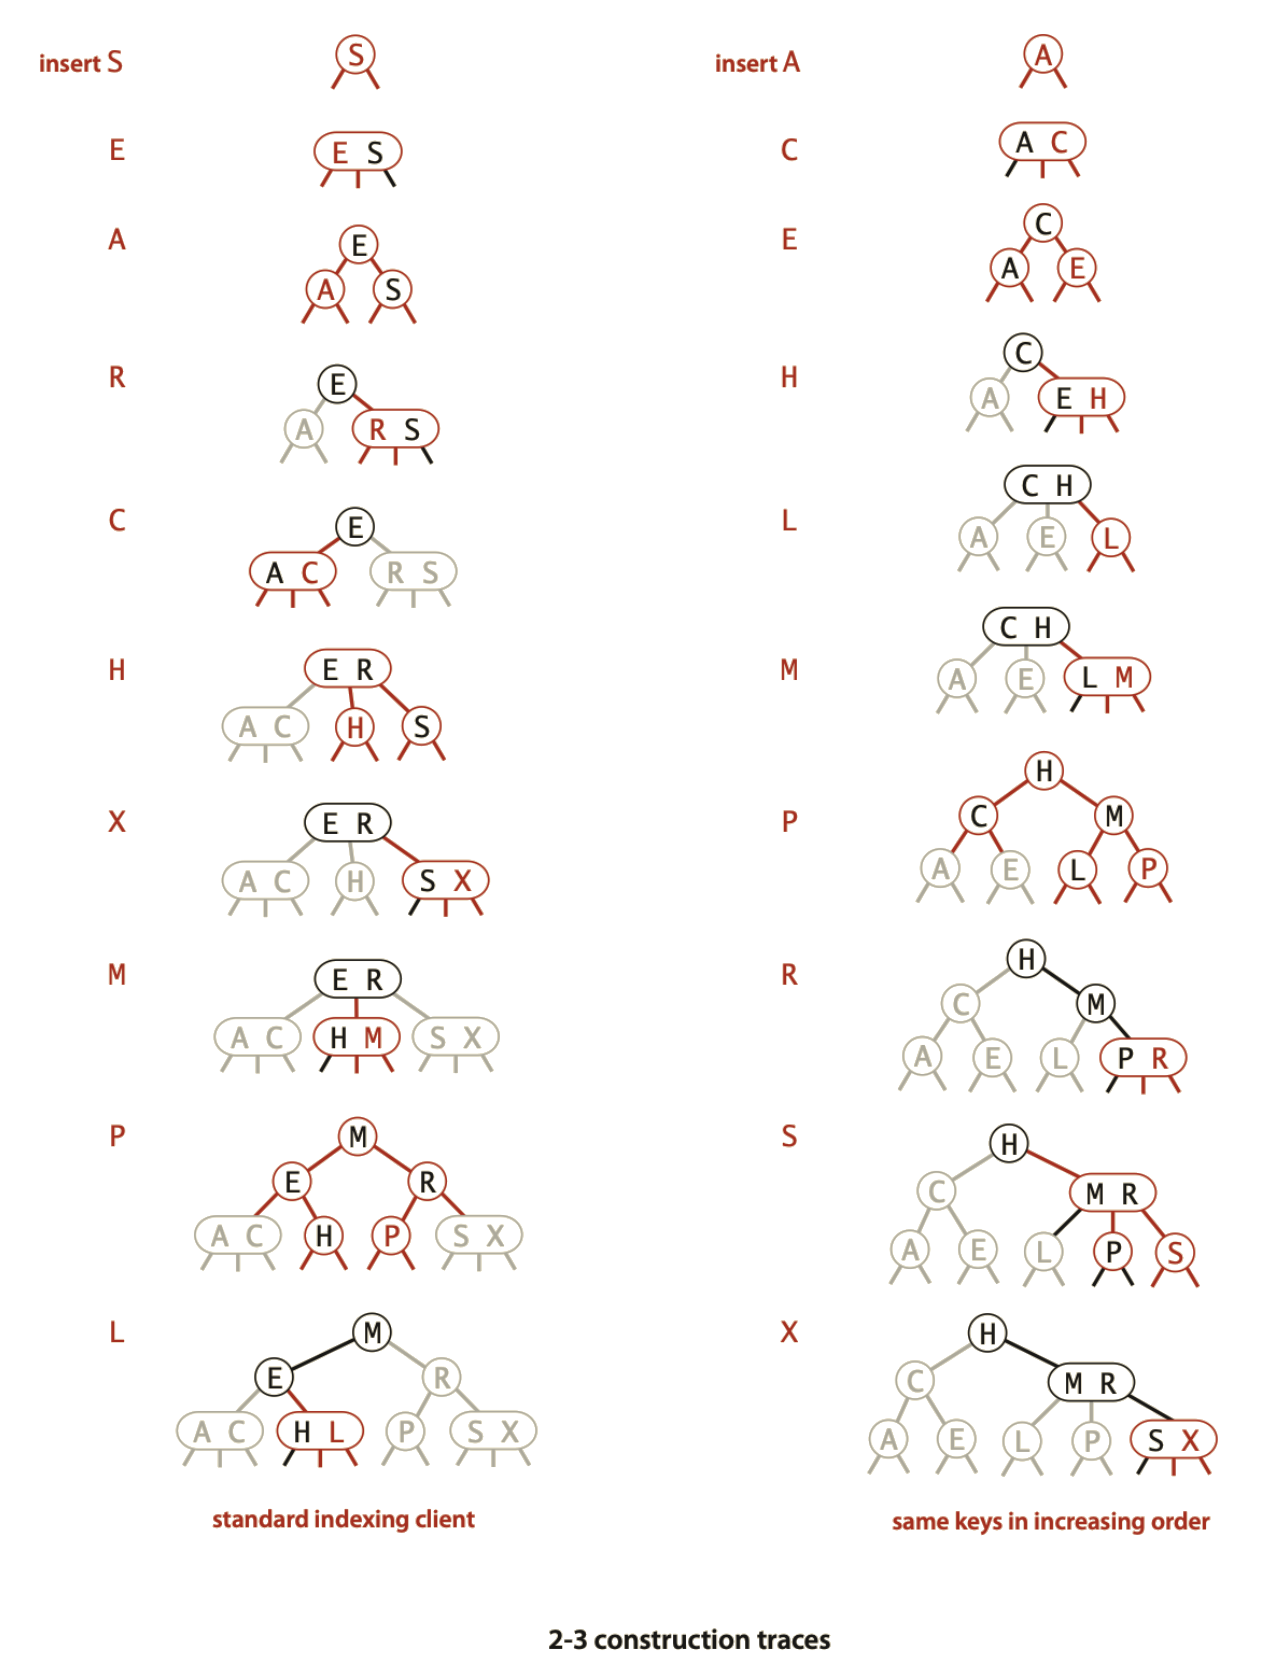 insert S
S
E
E S
A
E
A S
R
E
A R S
C
E
A C R S
H
E R
A C H S
X
E R
A C H S X
M
E R
A C H M S X
P
M
E R
A C H P S X
L
M
E R
A C H L P S X
standard indexing client
insert A
A
C
A C
E
C
A E
H
C
A E H
L
C H
A E L
M
C H
A E L M
P
H
C M
A E L P
R
H
C M
A E L P R
S
H
C M R
A E L P S
X
H
C M R
A E L P S X
same keys in increasing order
2-3 construction traces